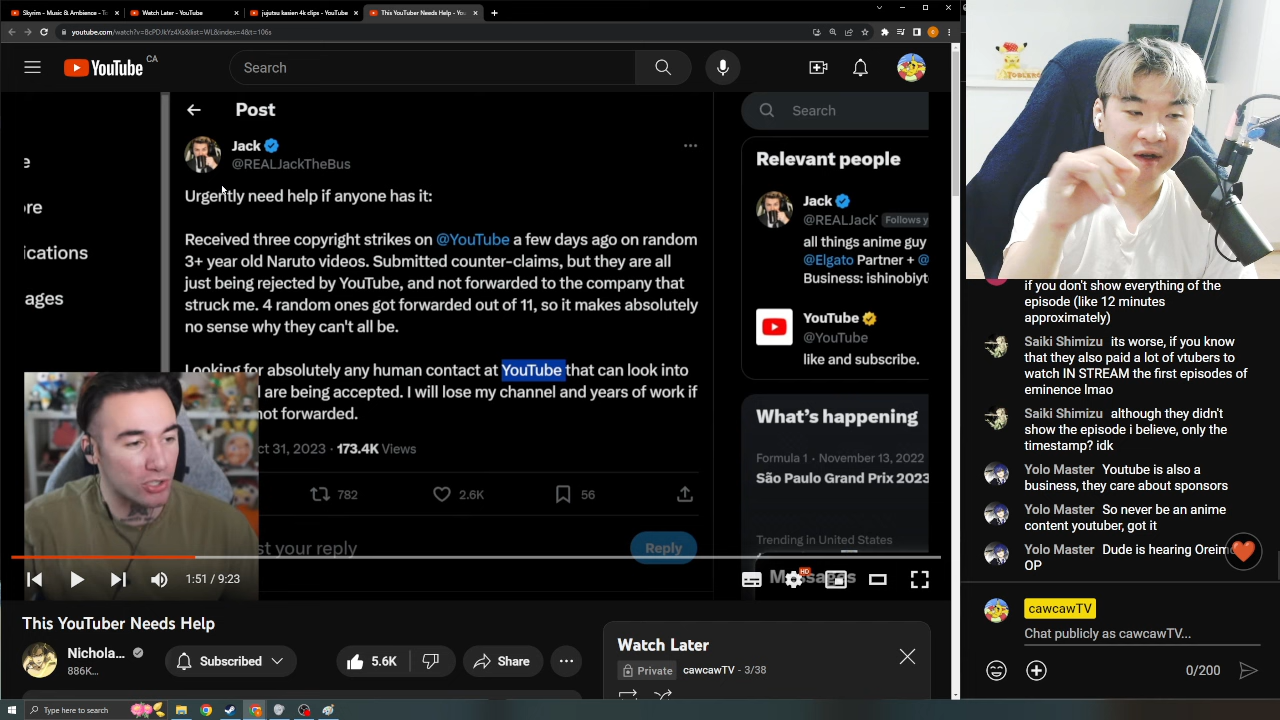 Skyrim - Music & Ambience - T
Watch Later - YouTube
jujutsu kasien 4k clips - YouTube
This YouTuber Needs Help - Yo
youtube.com/watch?v=BcPDJkYz4Xs&list=WL&index=4&t=106s
YouTube CA
Search
Post
Search
Jack
@REALJackTheBus
Urgently need help if anyone has it:
Received three copyright strikes on @YouTube a few days ago on random
3+ year old Naruto videos. Submitted counter-claims, but they are all
just being rejected by YouTube, and not forwarded to the company that
struck me. 4 random ones got forwarded out of 11, so it makes absolutely
no sense why they can't all be.
Looking for absolutely any human contact at YouTube that can look into
are being accepted. I will lose my channel and years of work if
not forwarded.
ct 31, 2023 · 173.4K Views
782
2.6K
56
st your reply
Reply
e
re
ications
ages
Relevant people
Jack
@REALJack Follows y
all things anime guy
@Elgato Partner + @
Business: ishinobiyt
YouTube
@YouTube
like and subscribe.
What's happening
Formula 1 · November 13, 2022
São Paulo Grand Prix 2023
Trending in United States
Messages
HD
1:51 / 9:23
This YouTuber Needs Help
Nichola...
886K...
Subscribed
5.6K
Share
Watch Later
Private
cawcawTV - 3/38
if you don't show everything of the
episode (like 12 minutes
approximately)
Saiki Shimizu its worse, if you know
that they also paid a lot of vtubers to
watch IN STREAM the first episodes of
eminence lmao
Saiki Shimizu although they didn't
show the episode i believe, only the
timestamp? idk
Yolo Master Youtube is also a
business, they care about sponsors
Yolo Master So never be an anime
content youtuber, got it
Yolo Master Dude is hearing Oreim
OP
cawcawTV
Chat publicly as cawcawTV...
0/200
Type here to search